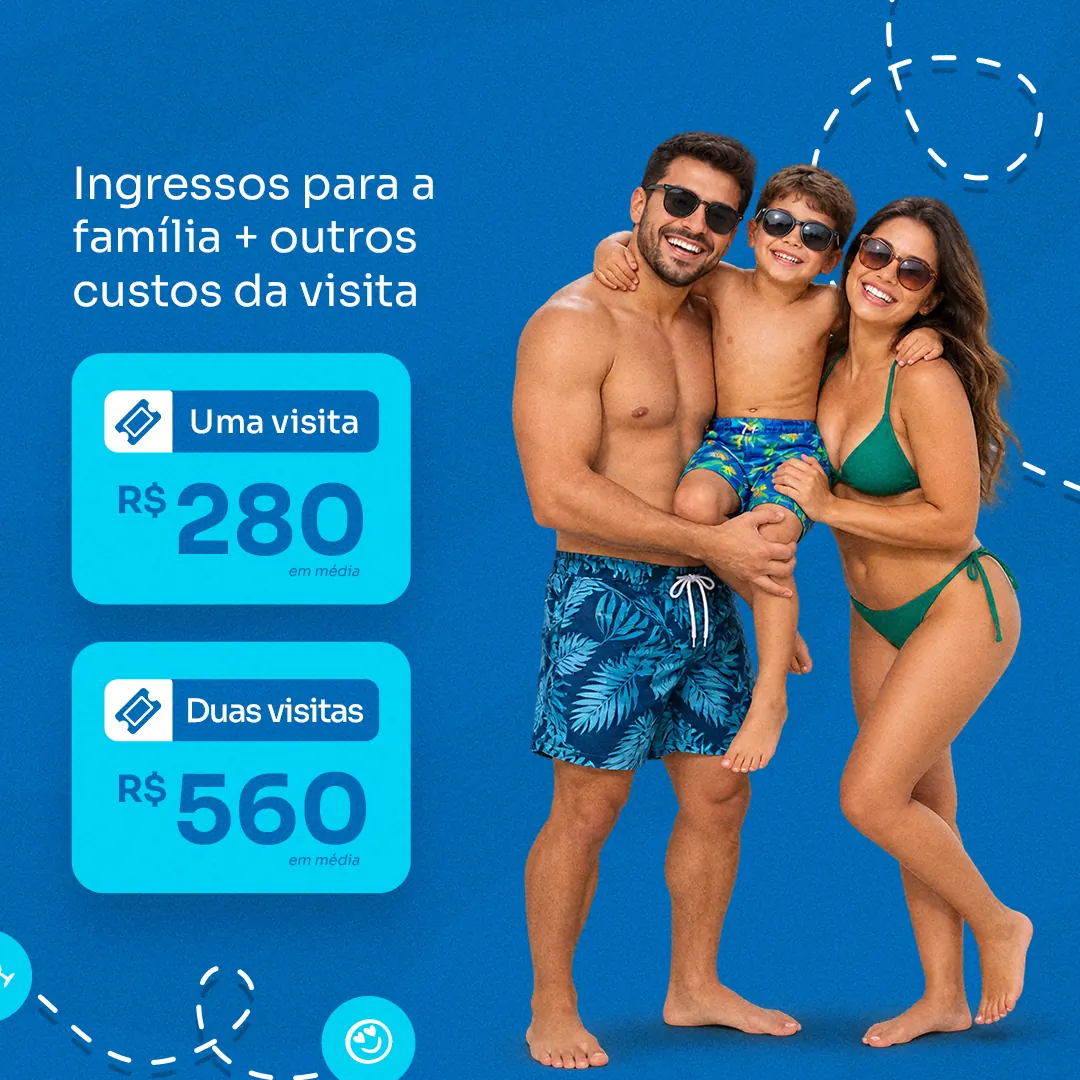 Ingressos para a
família + outros
custos da visita
Uma visita
R$ 280
em média
Duas visitas
R$ 560
em média